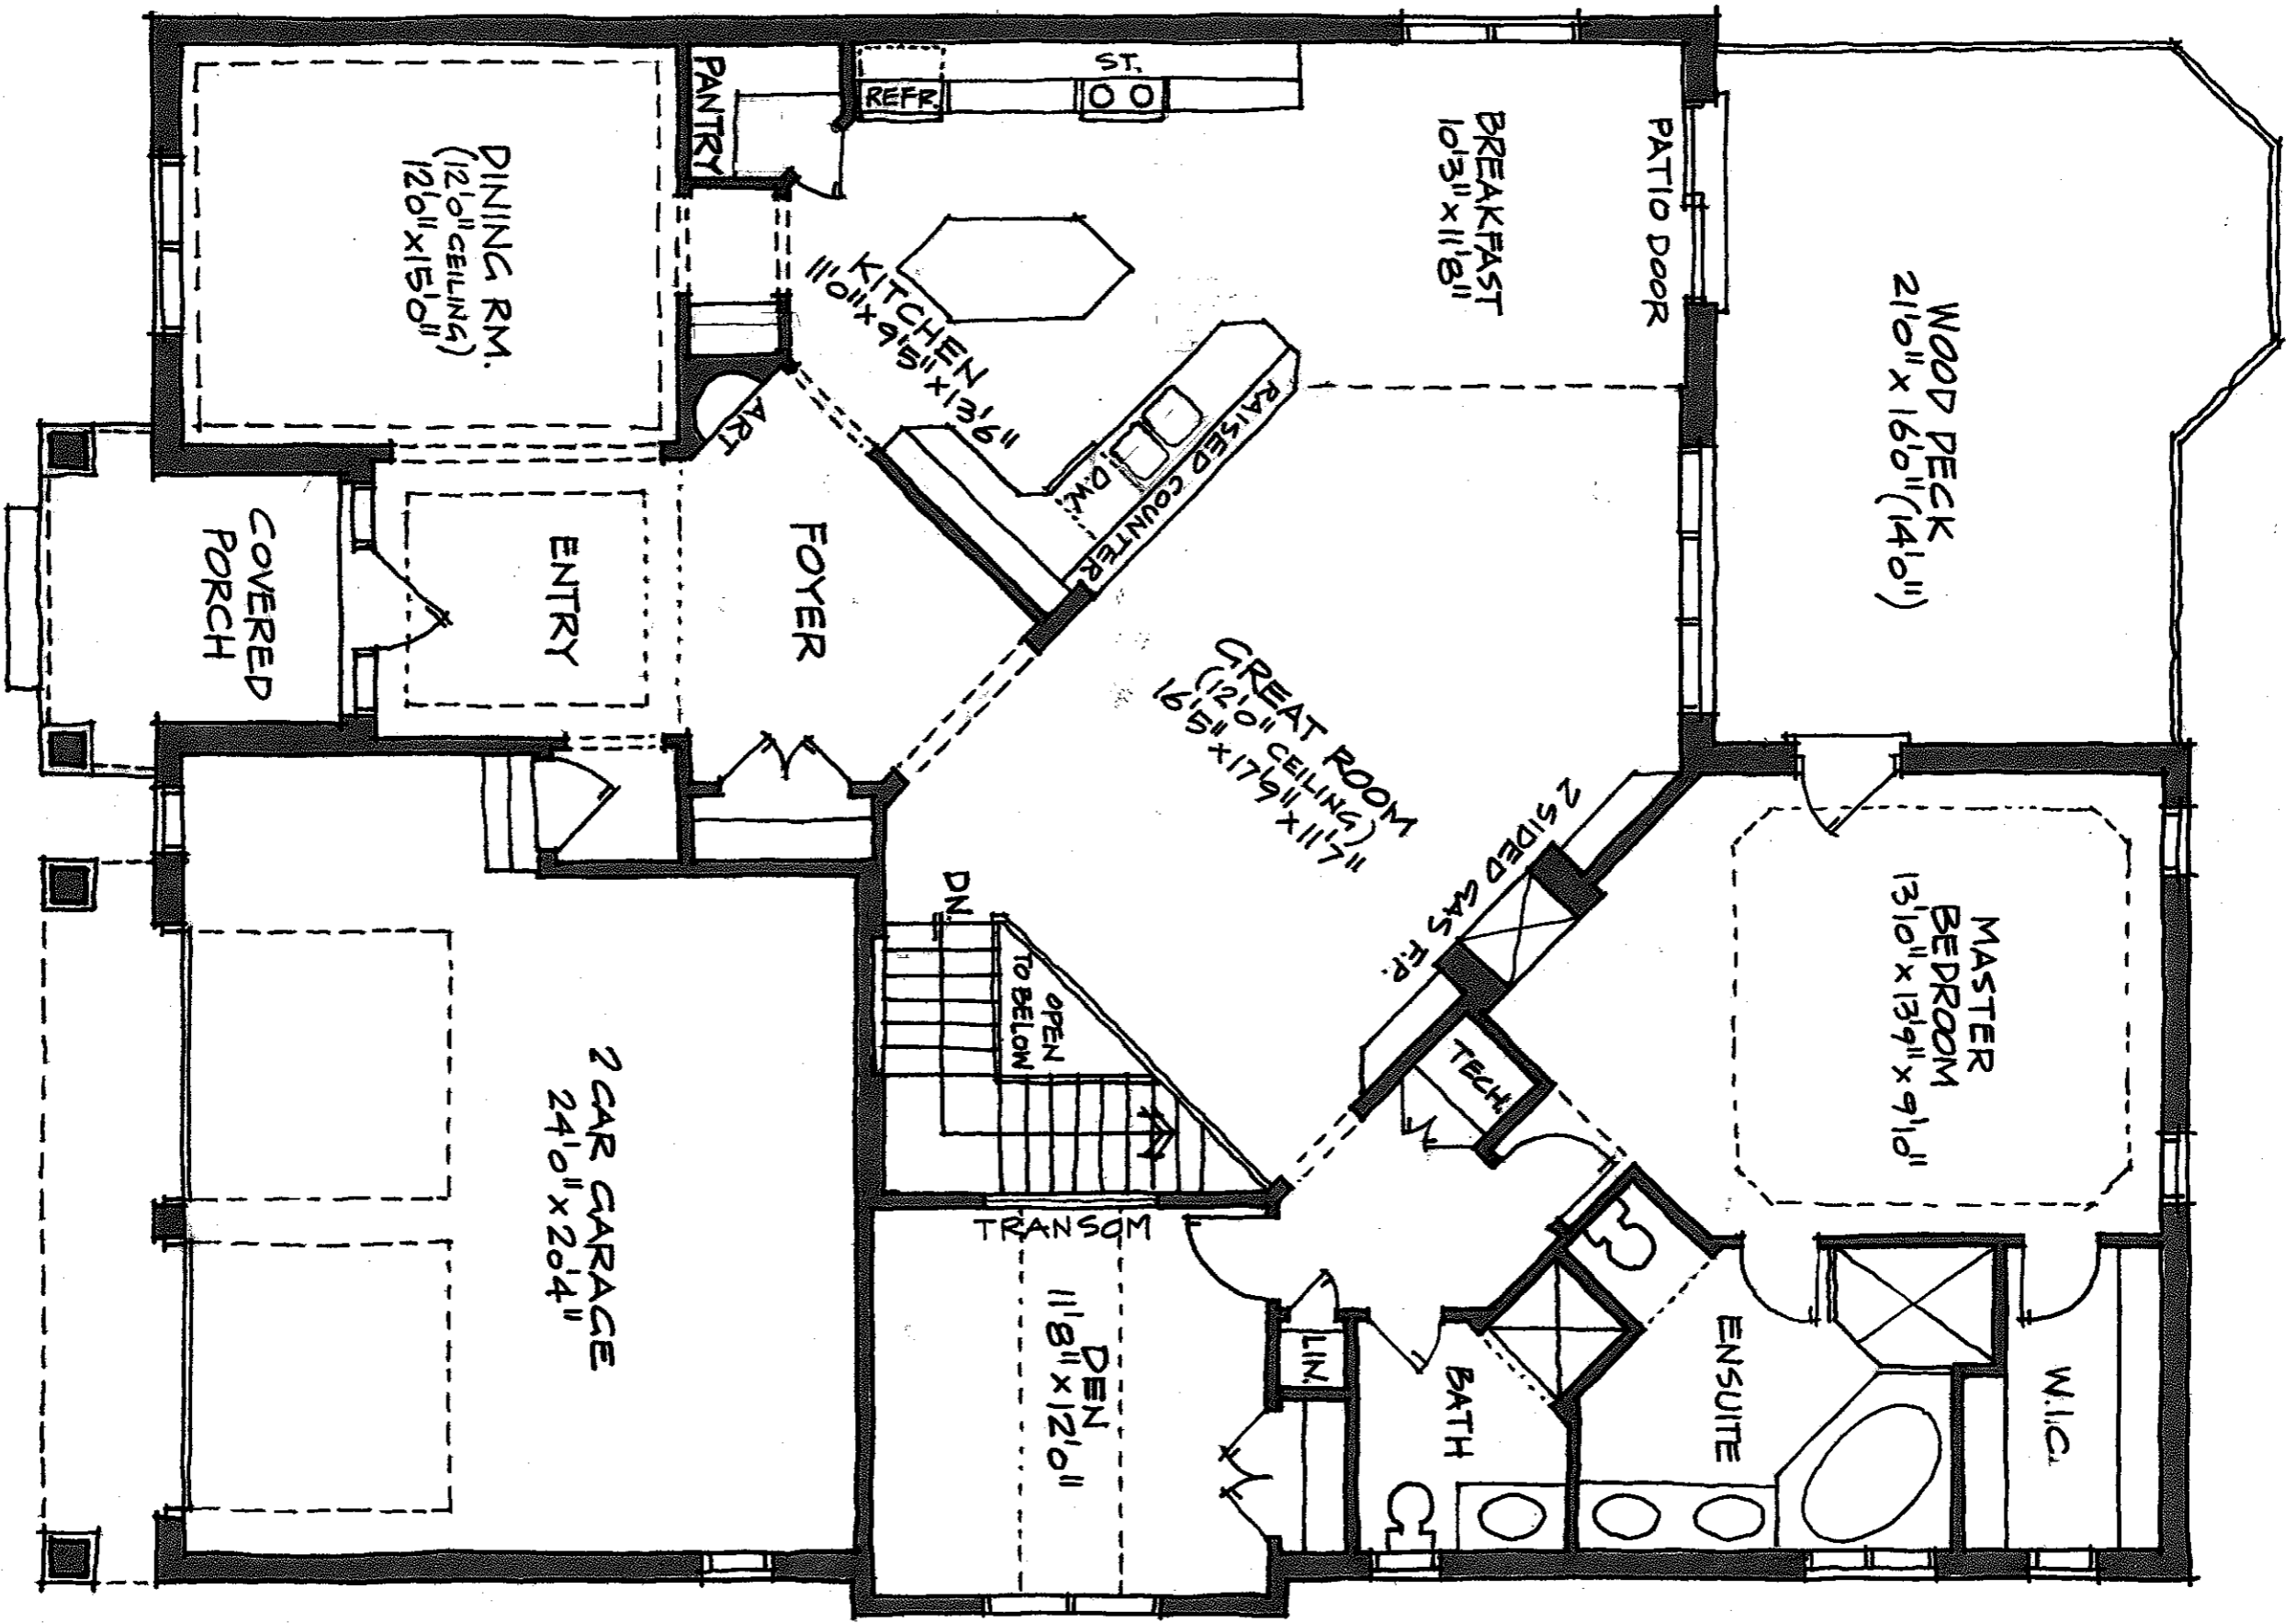 WOOD DECK
21'0" x 16'0" (14'0")
PATIO DOOR
BREAKFAST
10'3" x 11'8"
ST.
REFR.
PANTRY
KITCHEN
11'0" x 9'5" x 13'6"
D.W.
RAISED COUNTER
DINING RM.
(12'0" CEILING)
12'0" x 15'0"
ART
FOYER
ENTRY
COVERED
PORCH
GREAT ROOM
(12'0" CEILING)
16'5" x 17'9" x 11'7"
2 SIDED GAS F.P.
MASTER
BEDROOM
13'10" x 13'9" x 9'10"
TECH.
DN.
OPEN
TO BELOW
TRANSOM
2 CAR GARAGE
24'0" x 20'4"
DEN
11'8" x 12'0"
LIN.
BATH
ENSUITE
W.I.C.